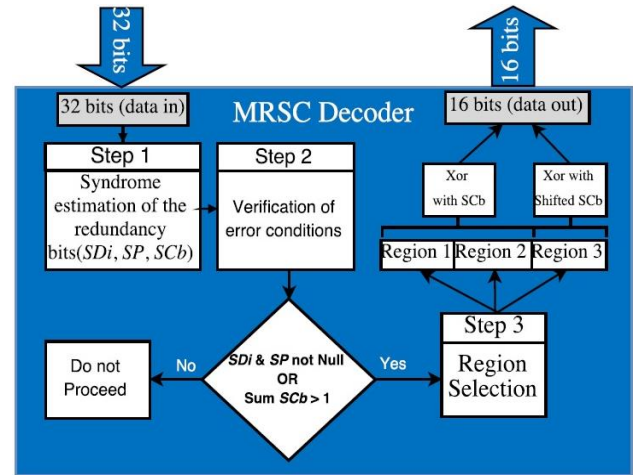 32 bits
16 bits
32 bits (data in)
MRSC Decoder
16 bits (data out)
Step 1
Syndrome
estimation of the
redundancy
bits(SDi, SP, SCb)
Step 2
Verification of
error conditions
Xor
with SCb
Xor with
Shifted SCb
Region 1
Region 2
Region 3
Step 3
Region
Selection
SDi & SP not Null
OR
Sum SCb > 1
No
Yes
Do not
Proceed